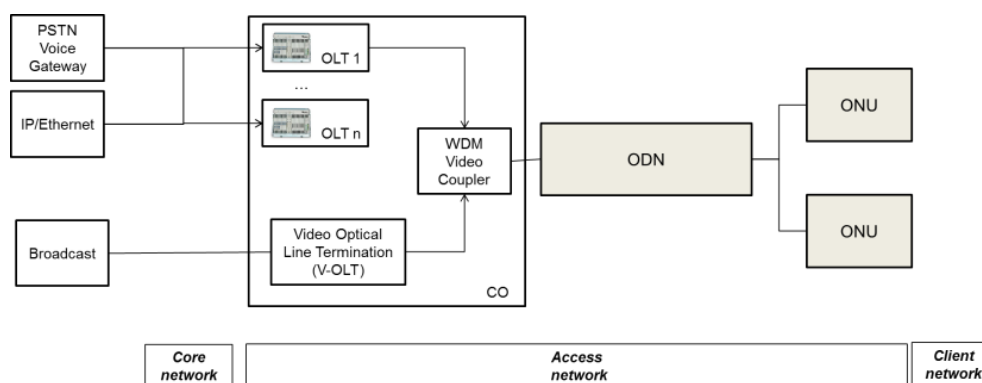 PSTN
Voice
Gateway
IP/Ethernet
Broadcast
OLT 1
...
OLT n
Video Optical
Line Termination
(V-OLT)
WDM
Video
Coupler
CO
ODN
ONU
ONU
Core
network
Access
network
Client
network